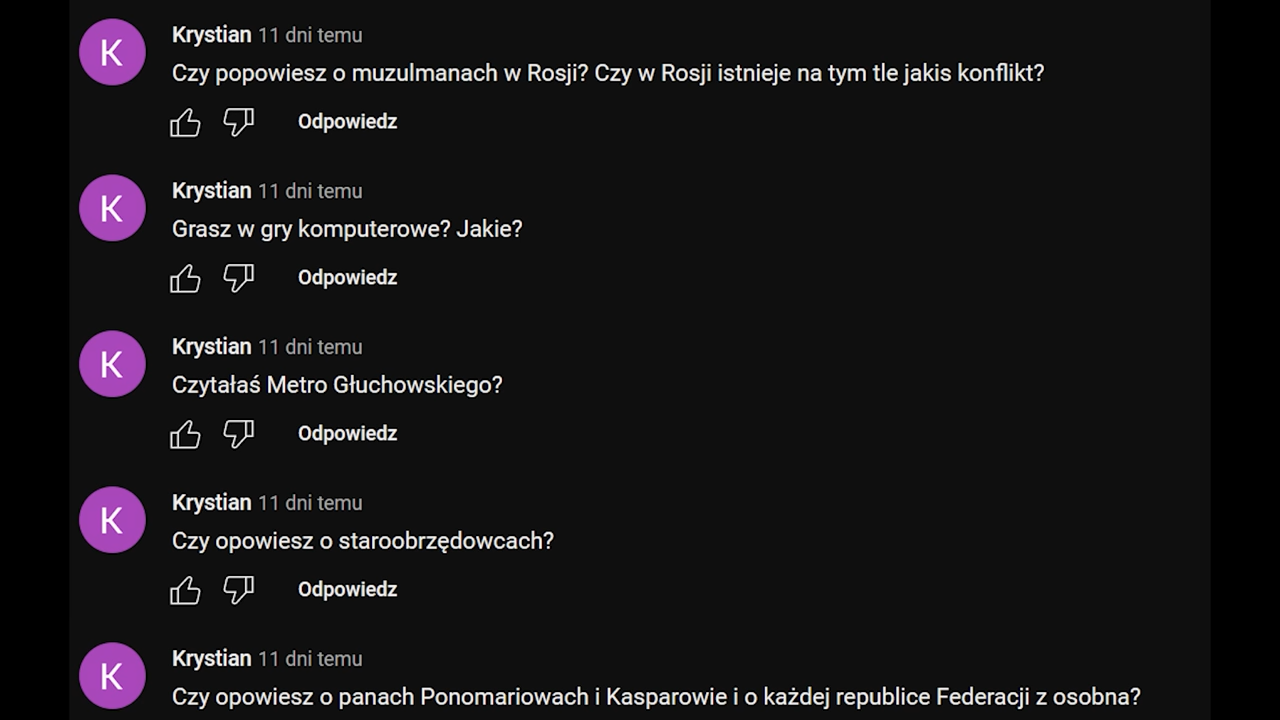 K
Krystian 11 dni temu
Czy popowiesz o muzulmanach w Rosji? Czy w Rosji istnieje na tym tle jakis konflikt?
Odpowiedz
K
Krystian 11 dni temu
Grasz w gry komputerowe? Jakie?
Odpowiedz
K
Krystian 11 dni temu
Czytałaś Metro Głuchowskiego?
Odpowiedz
K
Krystian 11 dni temu
Czy opowiesz o staroobrzędowcach?
Odpowiedz
K
Krystian 11 dni temu
Czy opowiesz o panach Ponomariowach i Kasparowie i o każdej republice Federacji z osobna?